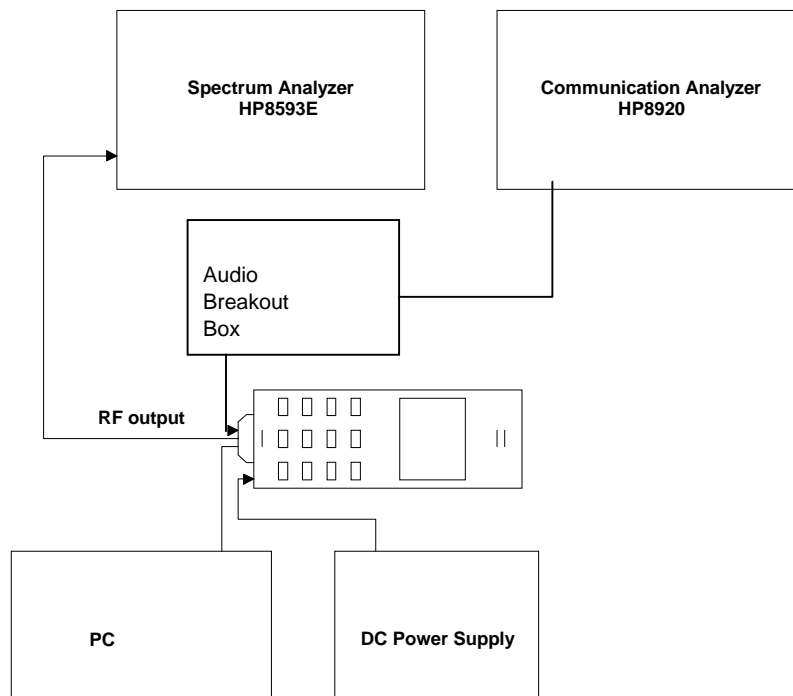 Spectrum Analyzer
HP8593E
Communication Analyzer
HP8920
Audio
Breakout
Box
RF output
PC
DC Power Supply